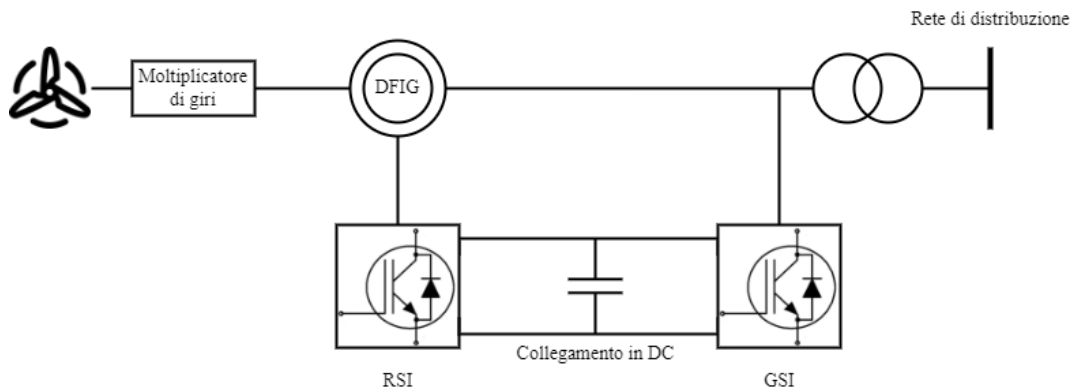 Rete di distribuzione
Moltiplicatore
di giri
DFIG
Collegamento in DC
RSI
GSI